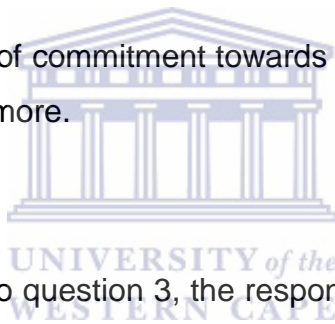 of commitment towards
more.
UNIVERSITY of the
o question 3, the respon
WESTERN CAPE